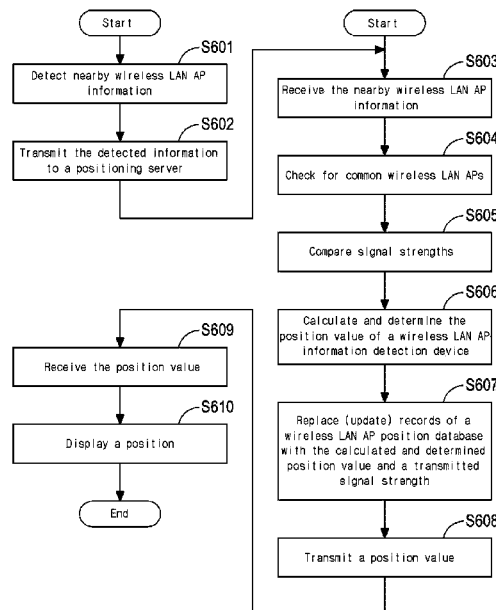 Start
S601
Detect nearby wireless LAN AP
information
S602
Transmit the detected information
to a positioning server
Start
S603
Receive the nearby wireless LAN AP
information
S604
Check for common wireless LAN APs
S605
Compare signal strengths
S606
Calculate and determine the
position value of a wireless LAN AP-
information detection device
S607
Replace (update) records of a
wireless LAN AP position database
with the calculated and determined
position value and a transmitted
signal strength
S608
Transmit a position value
S609
Receive the position value
S610
Display a position
End